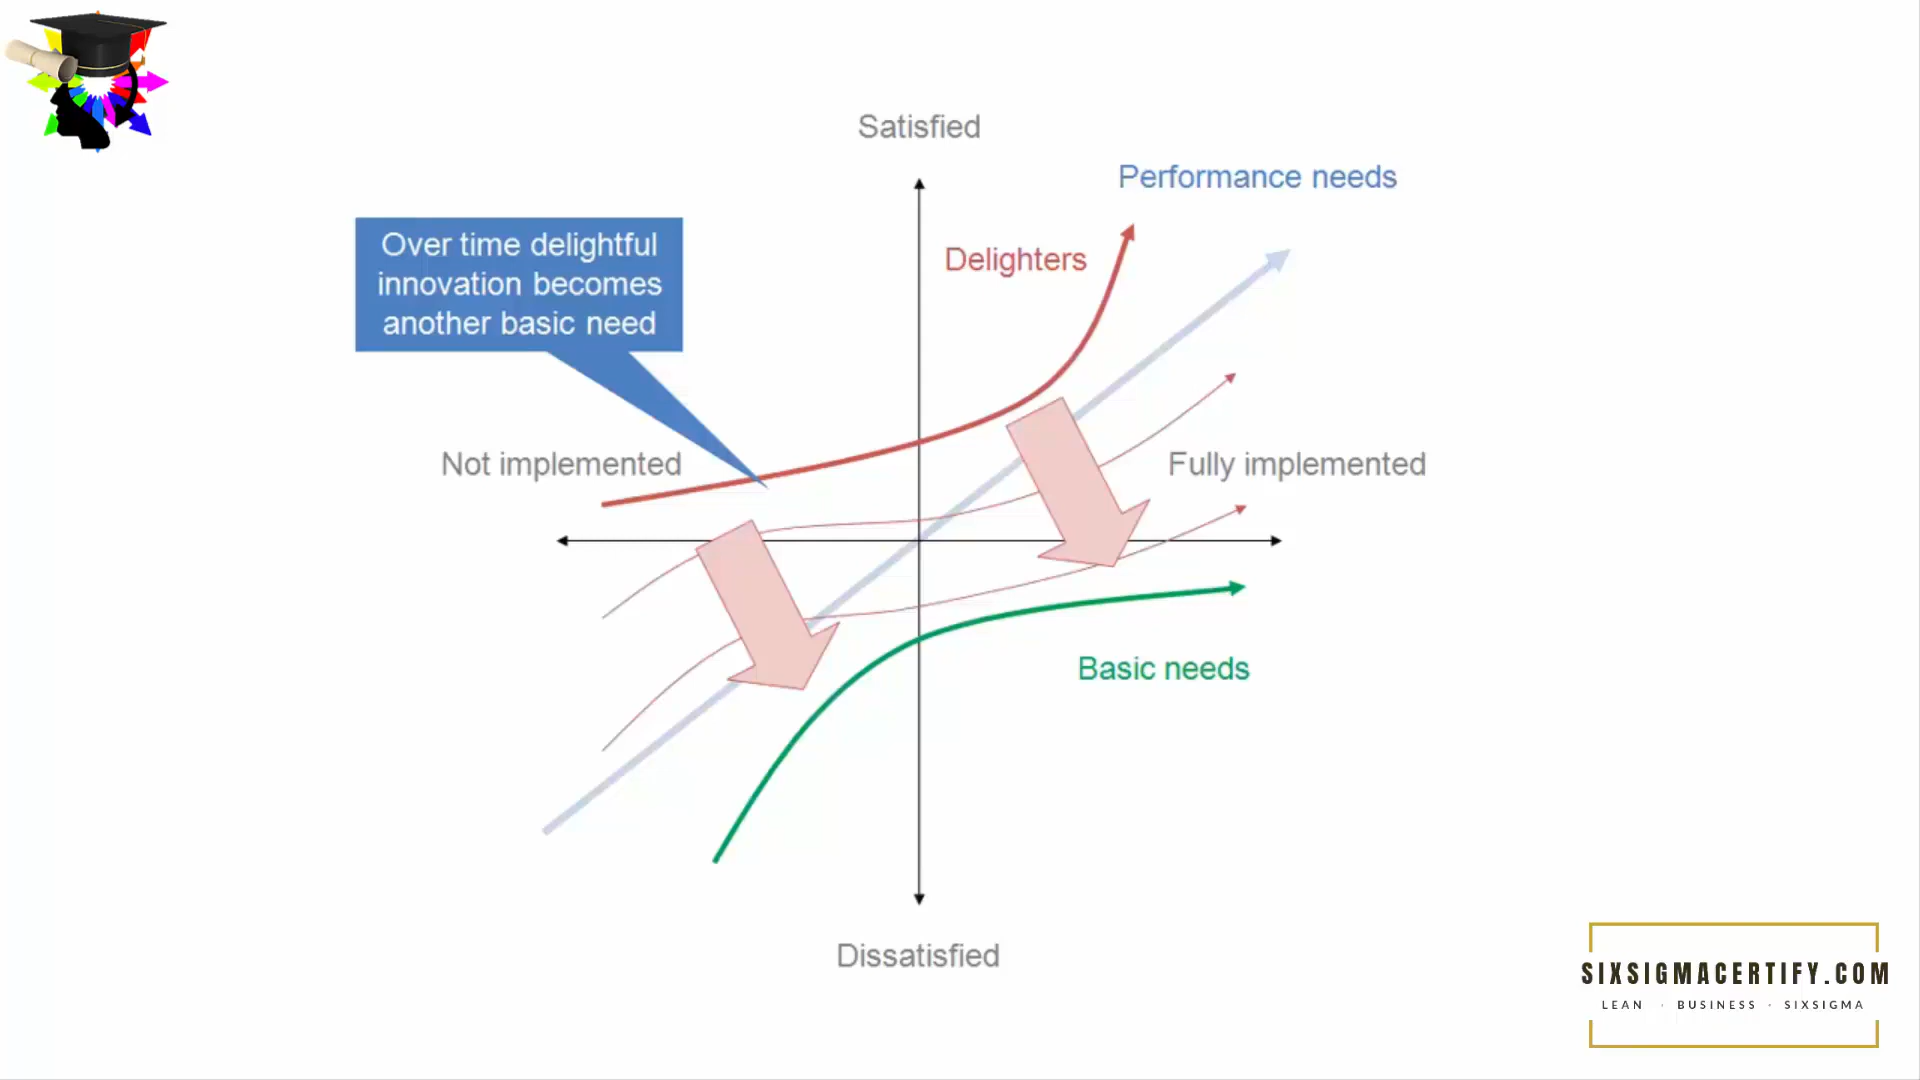 Satisfied
Performance needs
Over time delightful
innovation becomes
another basic need
Delighters
Not implemented
Fully implemented
Basic needs
Dissatisfied
SIXSIGMACERTIFY.COM
LEAN · BUSINESS · SIXSIGMA